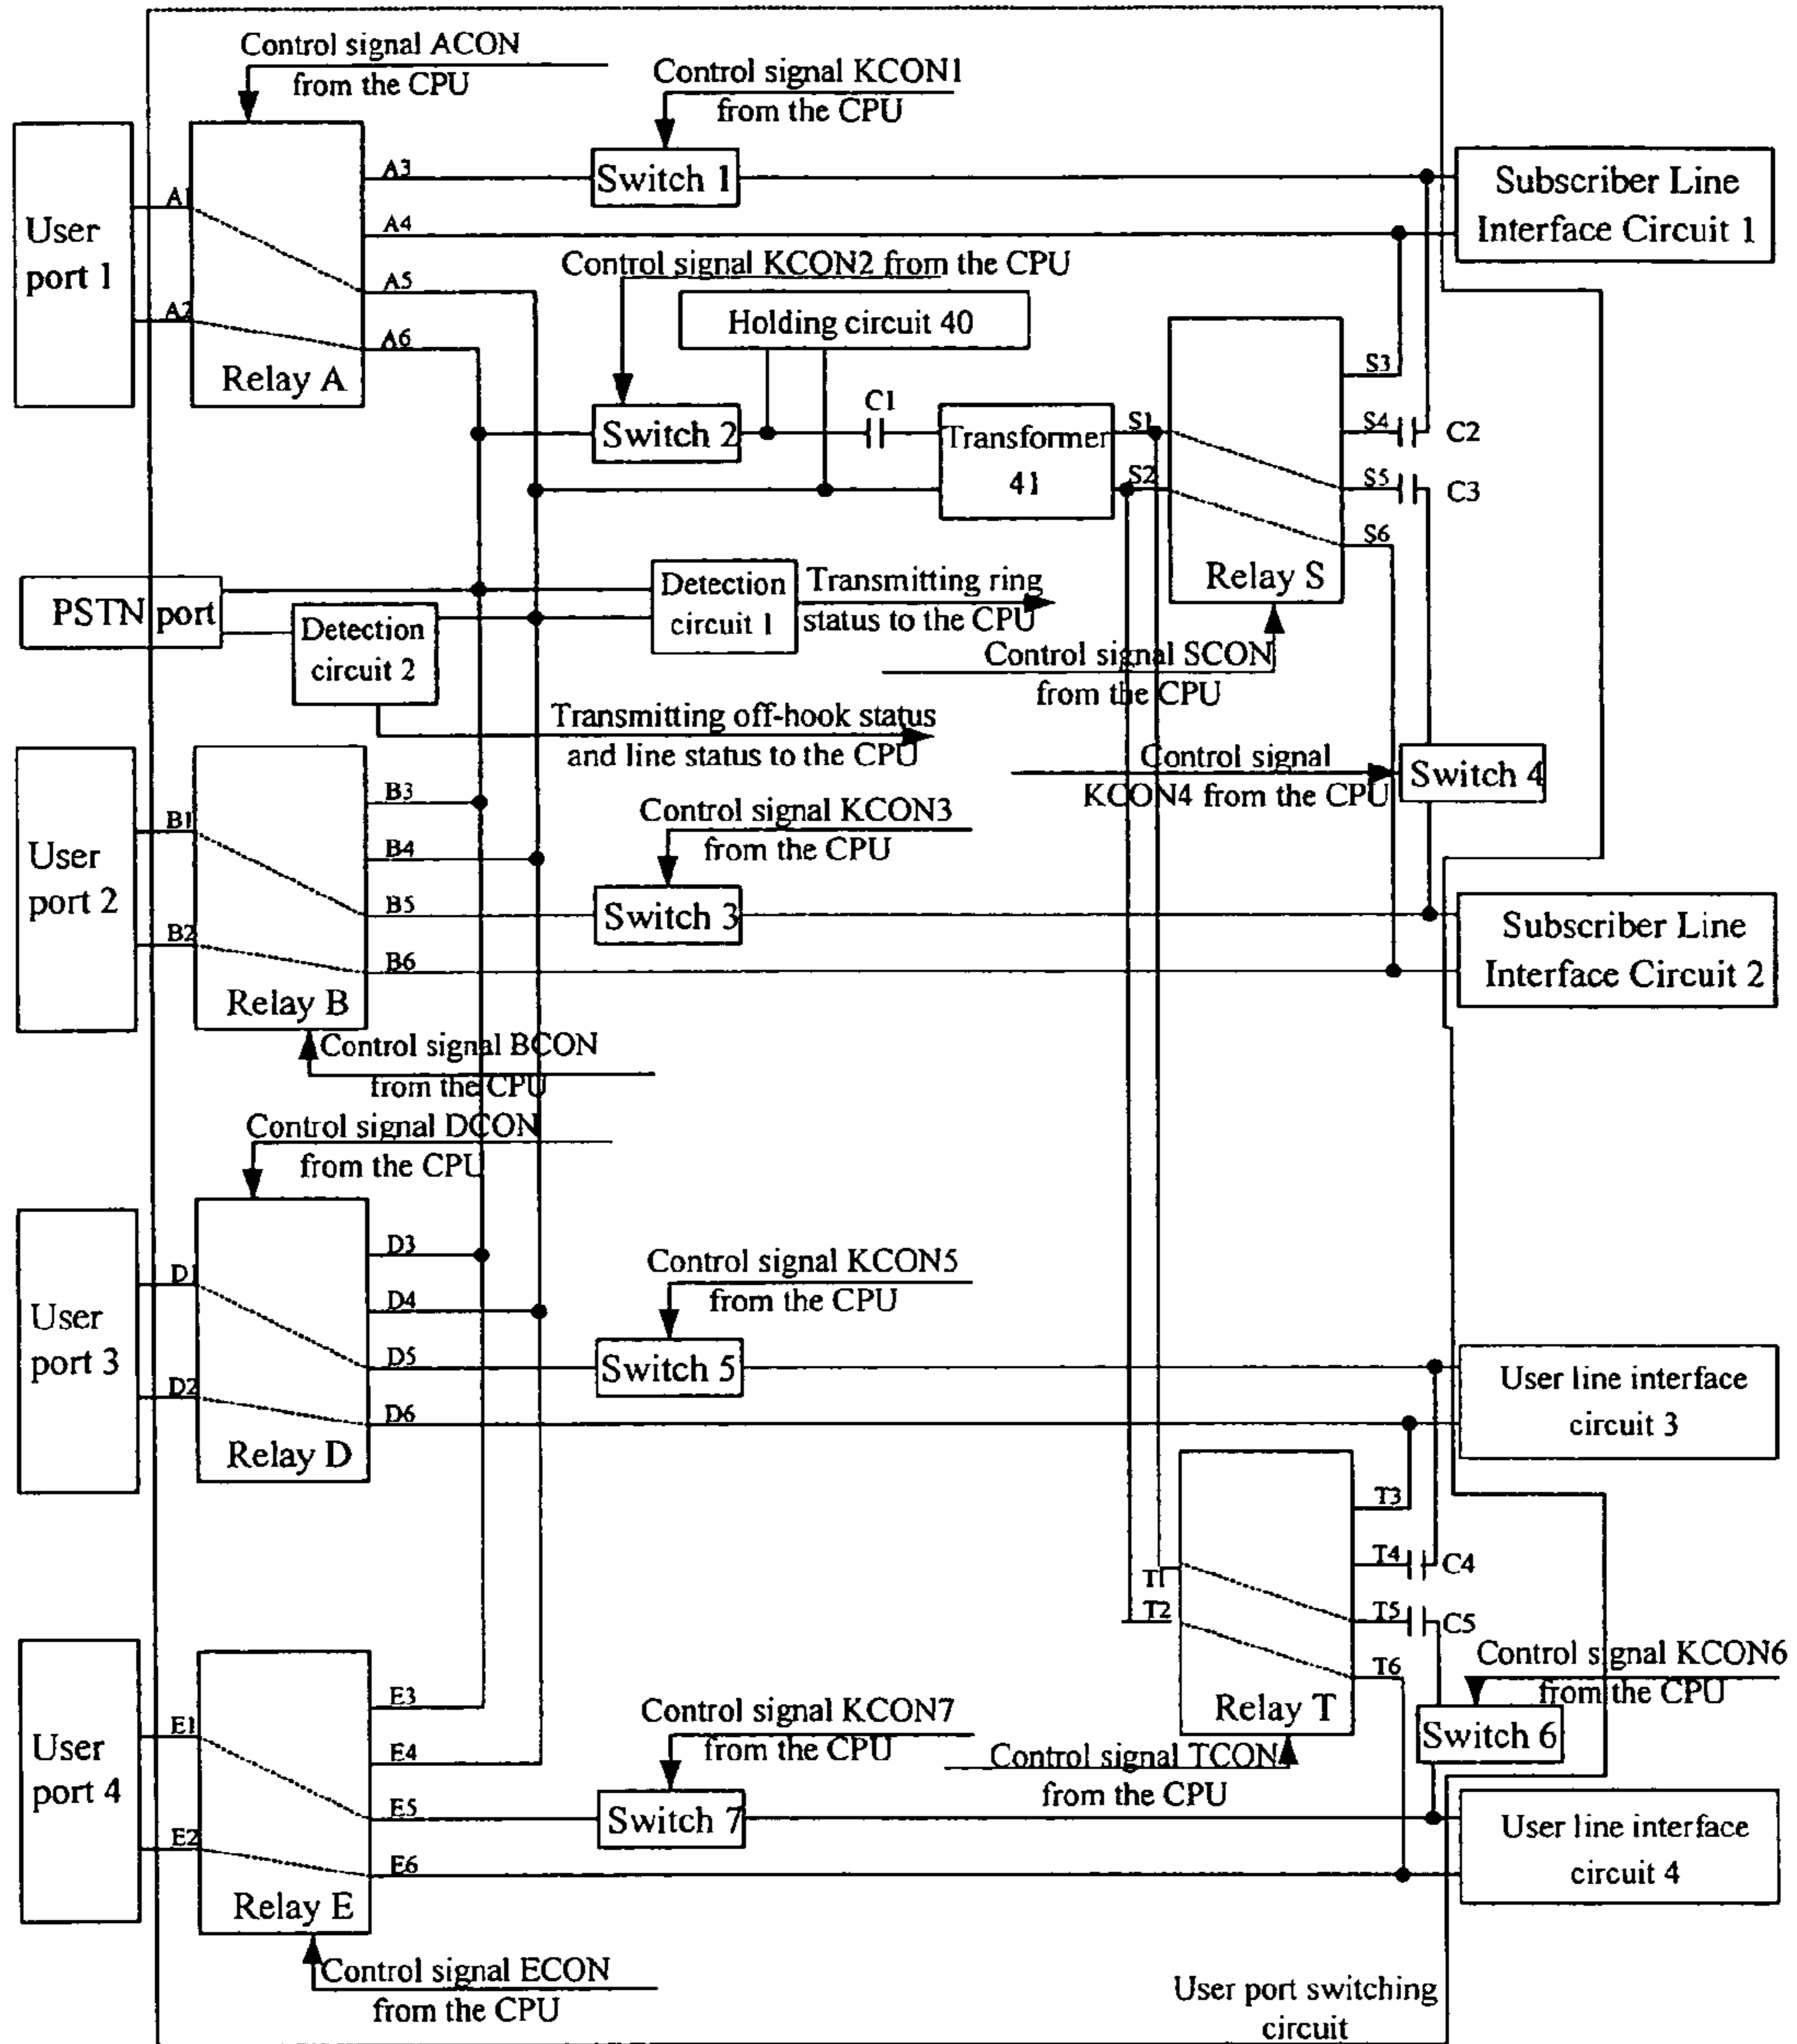 Control signal ACON
from the CPU
Control signal KCON1
from the CPU
User
port 1
A1
A2
A3
A4
A5
A6
Relay A
Switch 1
Subscriber Line
Interface Circuit 1
Control signal KCON2 from the CPU
Holding circuit 40
Switch 2
C1
Transformer
41
S1
S2
S3
S4
S5
S6
C2
C3
Relay S
PSTN port
Detection
circuit 2
Detection
circuit 1
Transmitting ring
status to the CPU
Control signal SCON
from the CPU
Transmitting off-hook status
and line status to the CPU
Control signal
KCON4 from the CPU
Switch 4
User
port 2
B1
B2
B3
B4
B5
B6
Relay B
Control signal KCON3
from the CPU
Switch 3
Subscriber Line
Interface Circuit 2
Control signal BCON
from the CPU
Control signal DCON
from the CPU
User
port 3
D1
D2
D3
D4
D5
D6
Relay D
Control signal KCON5
from the CPU
Switch 5
User line interface
circuit 3
T1
T2
T3
T4
T5
T6
C4
C5
Relay T
Control signal KCON6
from the CPU
Switch 6
Control signal TCON
from the CPU
User
port 4
E1
E2
E3
E4
E5
E6
Relay E
Control signal KCON7
from the CPU
Switch 7
User line interface
circuit 4
Control signal ECON
from the CPU
User port switching
circuit